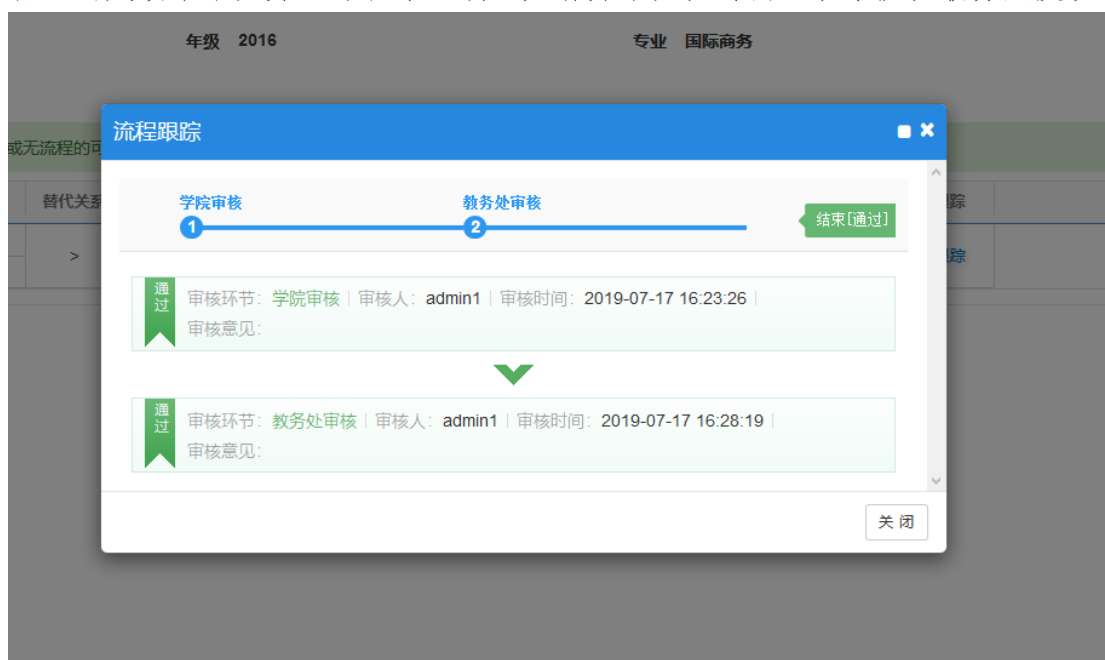 年级 2016 专业 国际商务
流程跟踪
或无流程的可
替代关系
踪
学院审核 教务处审核
1 2
结束[通过]
>
踪
通过
审核环节: 学院审核 | 审核人: admin1 | 审核时间: 2019-07-17 16:23:26 |
审核意见:
通过
审核环节: 教务处审核 | 审核人: admin1 | 审核时间: 2019-07-17 16:28:19 |
审核意见:
关 闭